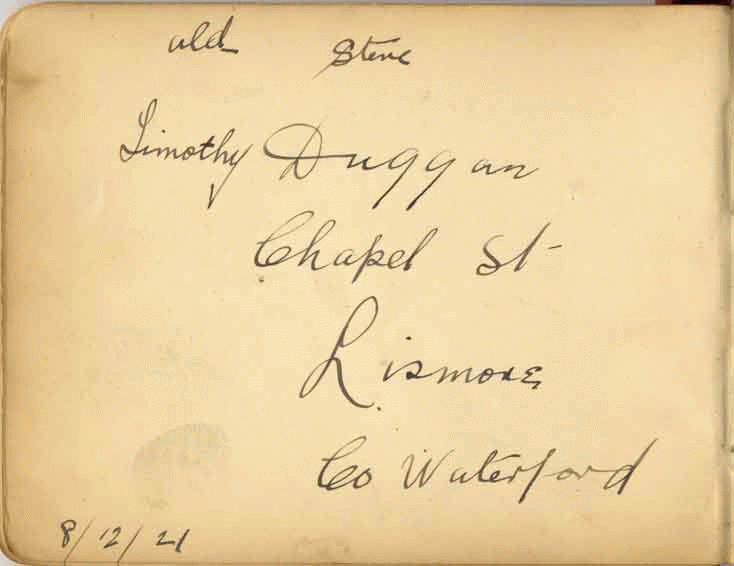 old Steve
Timothy Duggan
Chapel St
Lismore
Co Waterford
8/12/21